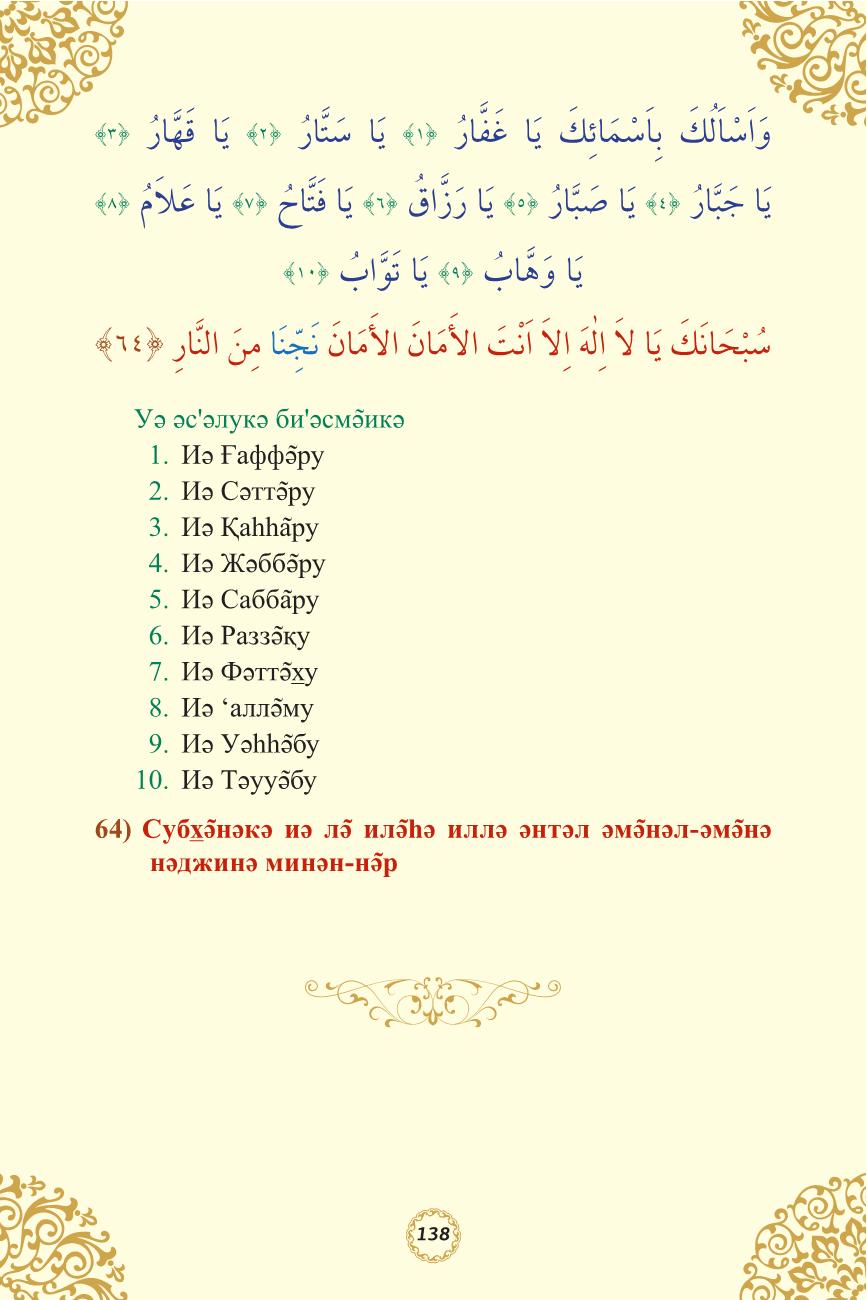 وَاَسْاَلُكَ بِاَسْمَائِكَ يَا غَفَّارُ ﴿١﴾ يَا سَتَّارُ ﴿٢﴾ يَا قَهَّارُ ﴿٣﴾
يَا جَبَّارُ ﴿٤﴾ يَا صَبَّارُ ﴿٥﴾ يَا رَزَّاقُ ﴿٦﴾ يَا فَتَّاحُ ﴿٧﴾ يَا عَلاَمُ ﴿٨﴾
يَا وَهَّابُ ﴿٩﴾ يَا تَوَّابُ ﴿١٠﴾
سُبْحَانَكَ يَا لاَ اِلٰهَ اِلاَ اَنْتَ الأَمَانَ الأَمَانَ نَجِّنَا مِنَ النَّارِ ﴿٦٤﴾
Уә әс'әлукә би'әсмә̃икә
1. Иә Ғаффә̃ру
2. Иә Сәттә̃ру
3. Иә Қаһһа̃ру
4. Иә Жәббә̃ру
5. Иә Сабба̃ру
6. Иә Раззә̃қу
7. Иә Фәттә̃х̲у
8. Иә ‘аллә̃му
9. Иә Уәһһә̃бу
10. Иә Тәууә̃бу
64) Субх̲ә̃нәкә иә лә̃ илә̃һә иллә әнтәл әмә̃нәл-әмә̃нә
нәджинә минән-нә̃р
138